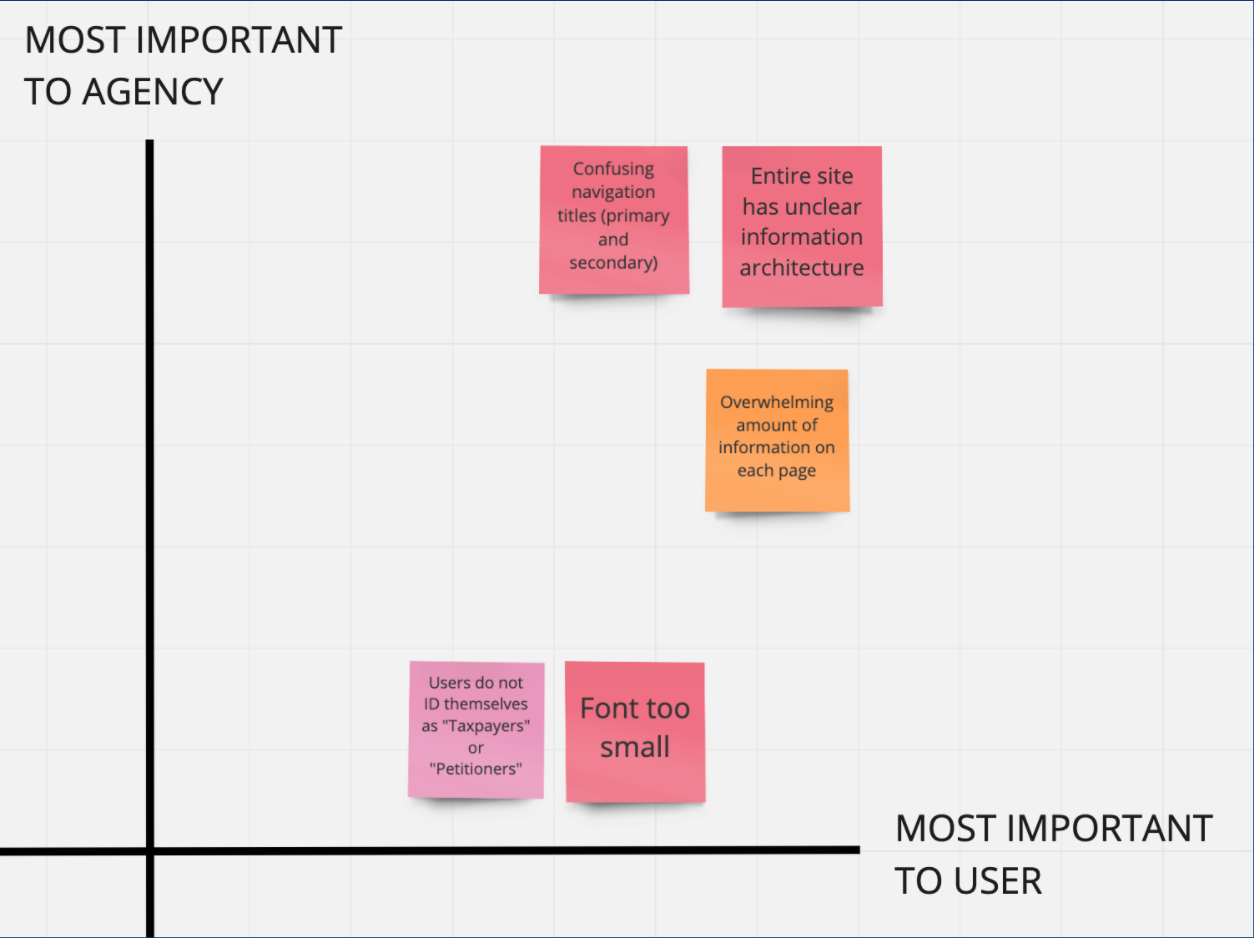 MOST IMPORTANT
TO AGENCY
Confusing
navigation
titles (primary
and
secondary)
Entire site
has unclear
information
architecture
Overwhelming
amount of
information on
each page
Users do not
ID themselves
as "Taxpayers"
or
"Petitioners"
Font too
small
MOST IMPORTANT
TO USER